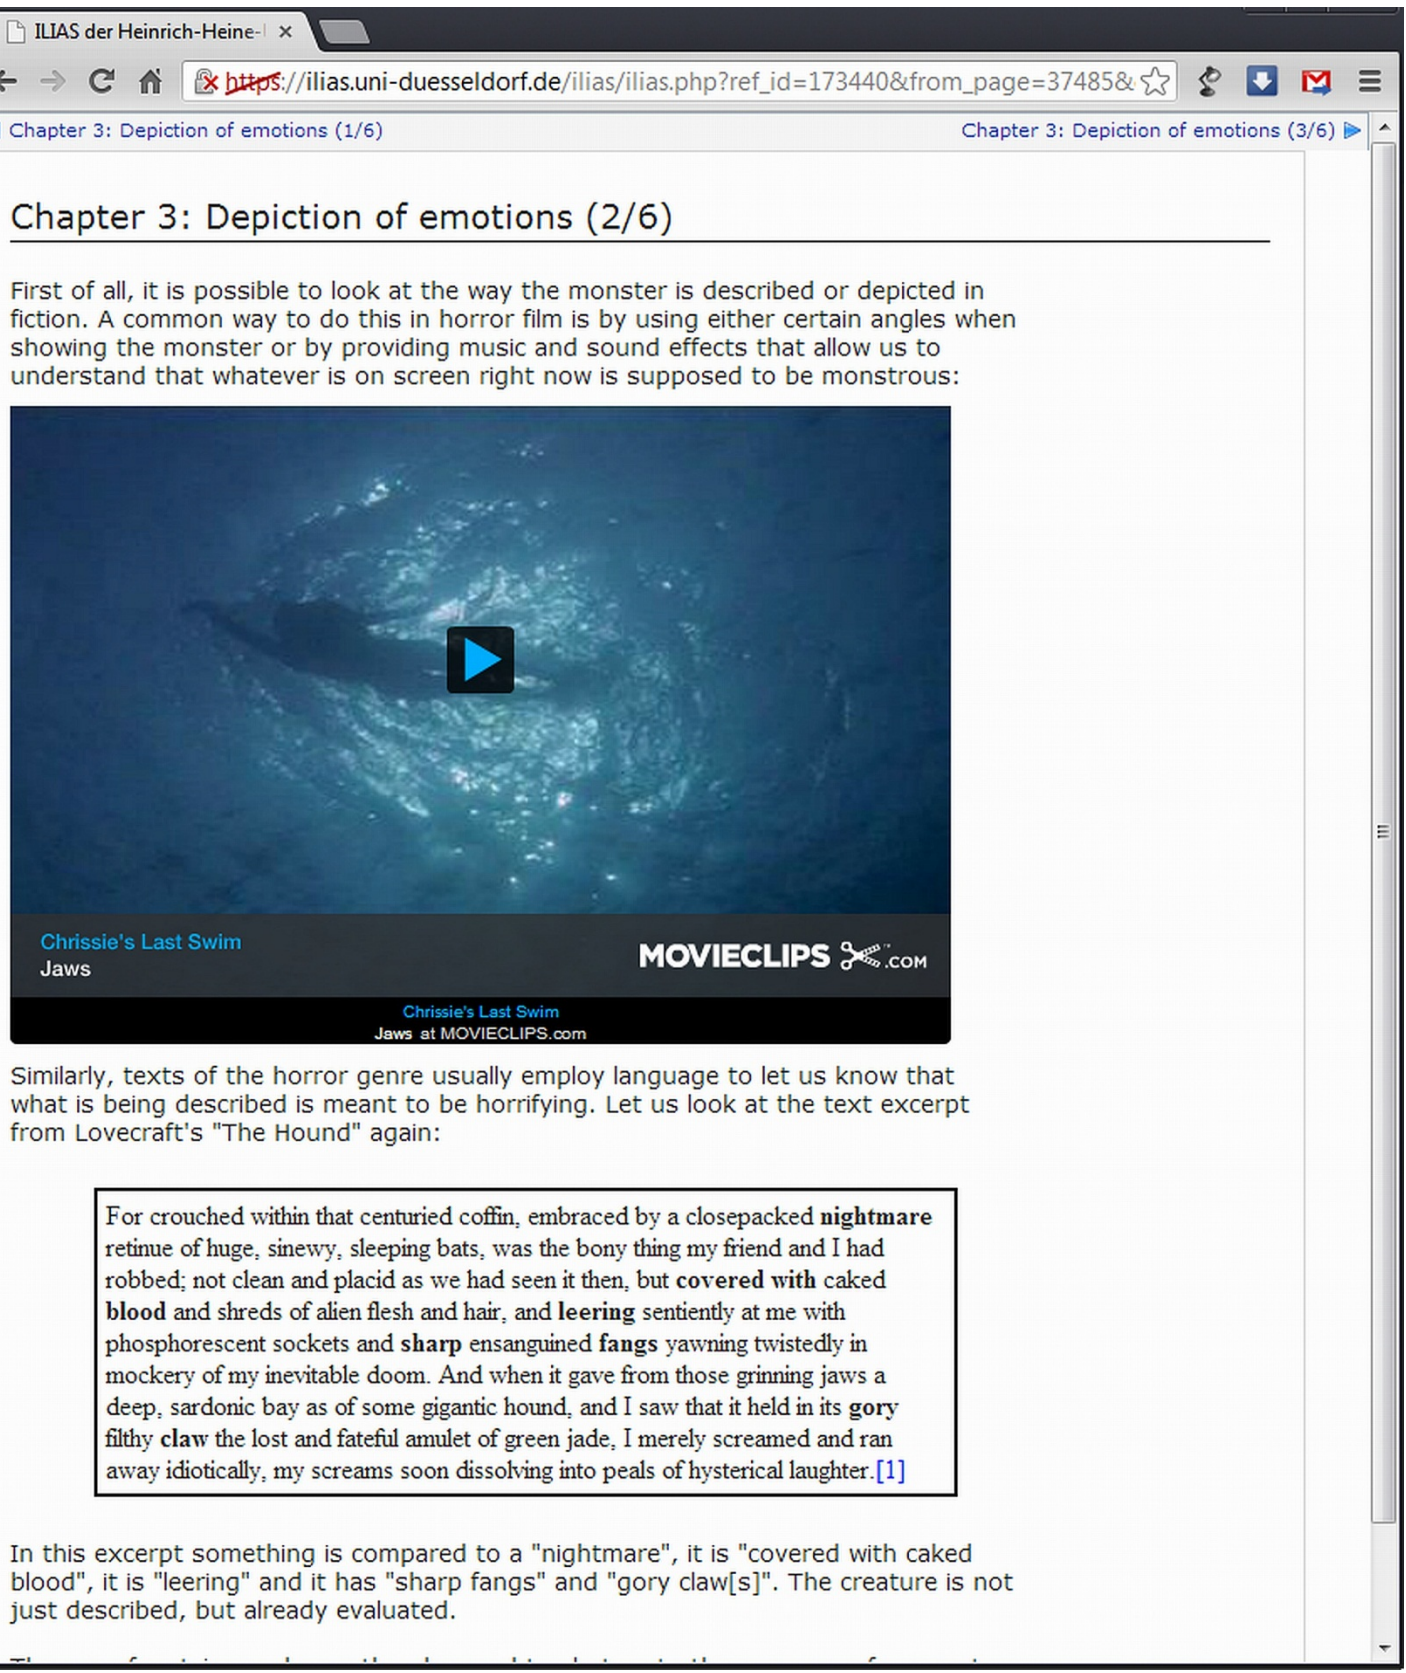 ILIAS der Heinrich-Heine-
https://ilias.uni-duesseldorf.de/ilias/ilias.php?ref_id=173440&from_page=37485&
Chapter 3: Depiction of emotions (1/6)
Chapter 3: Depiction of emotions (3/6)
Chapter 3: Depiction of emotions (2/6)
First of all, it is possible to look at the way the monster is described or depicted in
fiction. A common way to do this in horror film is by using either certain angles when
showing the monster or by providing music and sound effects that allow us to
understand that whatever is on screen right now is supposed to be monstrous:
Chrissie's Last Swim
Jaws
MOVIECLIPS .COM
Chrissie's Last Swim
Jaws at MOVIECLIPS.com
Similarly, texts of the horror genre usually employ language to let us know that
what is being described is meant to be horrifying. Let us look at the text excerpt
from Lovecraft's "The Hound" again:
For crouched within that centuried coffin, embraced by a closepacked nightmare
retinue of huge, sinewy, sleeping bats, was the bony thing my friend and I had
robbed; not clean and placid as we had seen it then, but covered with caked
blood and shreds of alien flesh and hair, and leering sentiently at me with
phosphorescent sockets and sharp ensanguined fangs yawning twistedly in
mockery of my inevitable doom. And when it gave from those grinning jaws a
deep, sardonic bay as of some gigantic hound, and I saw that it held in its gory
filthy claw the lost and fateful amulet of green jade, I merely screamed and ran
away idiotically, my screams soon dissolving into peals of hysterical laughter.[1]
In this excerpt something is compared to a "nightmare", it is "covered with caked
blood", it is "leering" and it has "sharp fangs" and "gory claw[s]". The creature is not
just described, but already evaluated.